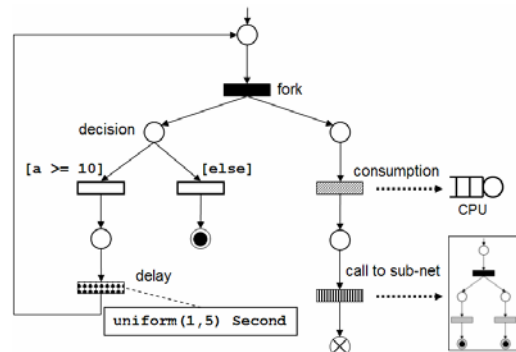 fork
decision
[a >= 10]
[else]
consumption
CPU
call to sub-net
delay
uniform(1,5) Second